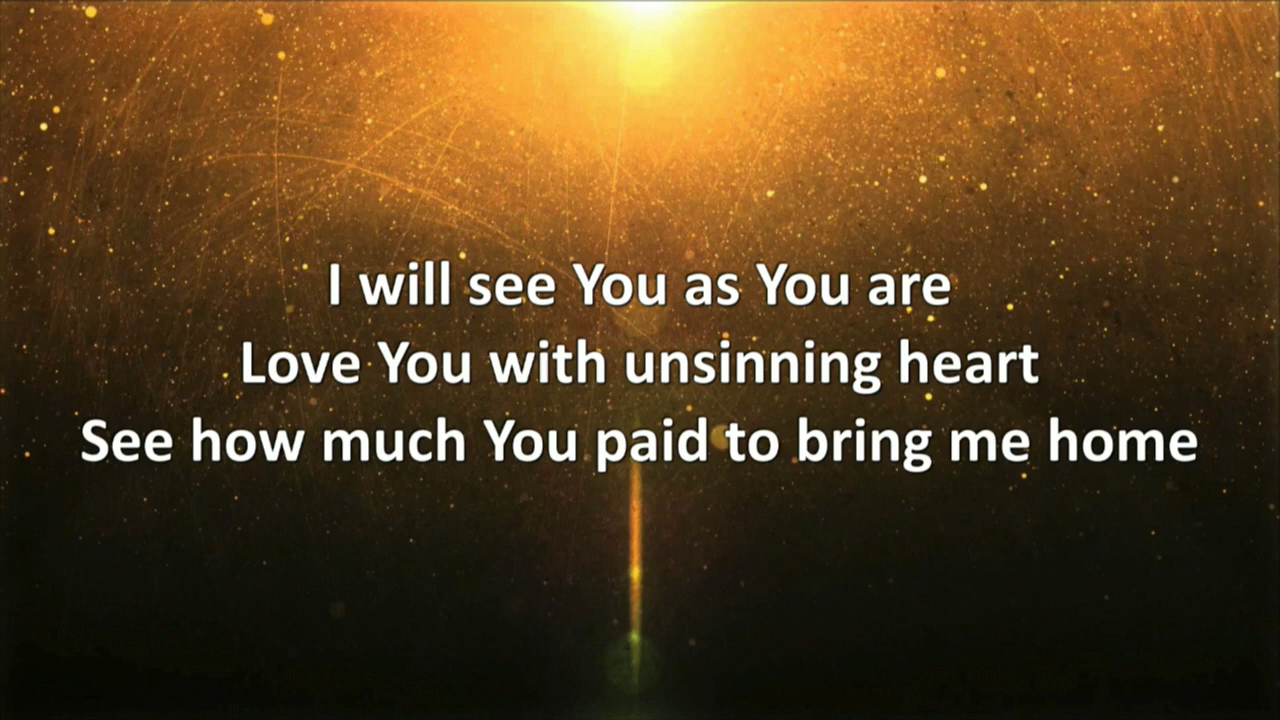 I will see You as You are
Love You with unsinning heart
See how much You paid to bring me home